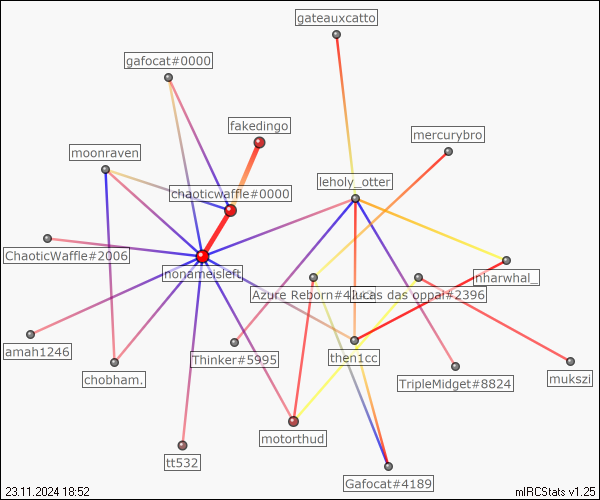 gateauxcatto
gafocat#0000
fakedingo
mercurybro
moonraven
leholy_otter
chaoticwaffle#0000
ChaoticWaffle#2006
nonameisleft
nharwhal_
Azure Reborn#4
lucas das oppai#2396
amah1246
Thinker#5995
then1cc
chobham.
TripleMidget#8824
mukszi
motorthud
tt532
Gafocat#4189
23.11.2024 18:52
mIRCStats v1.25